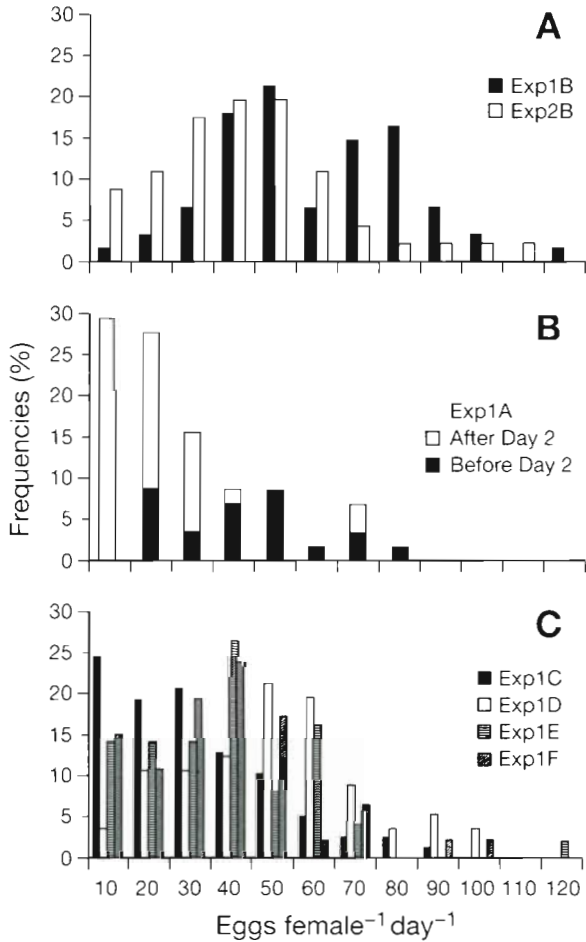 A
30
25
20
15
10
5
0
Exp1B
Exp2B
B
30
25
20
15
10
5
0
Exp1A
After Day 2
Before Day 2
Frequencies (%)
C
30
25
20
15
10
5
0
Exp1C
Exp1D
Exp1E
Exp1F
10 20 30 40 50 60 70 80 90 100 110 120
Eggs female⁻¹ day⁻¹